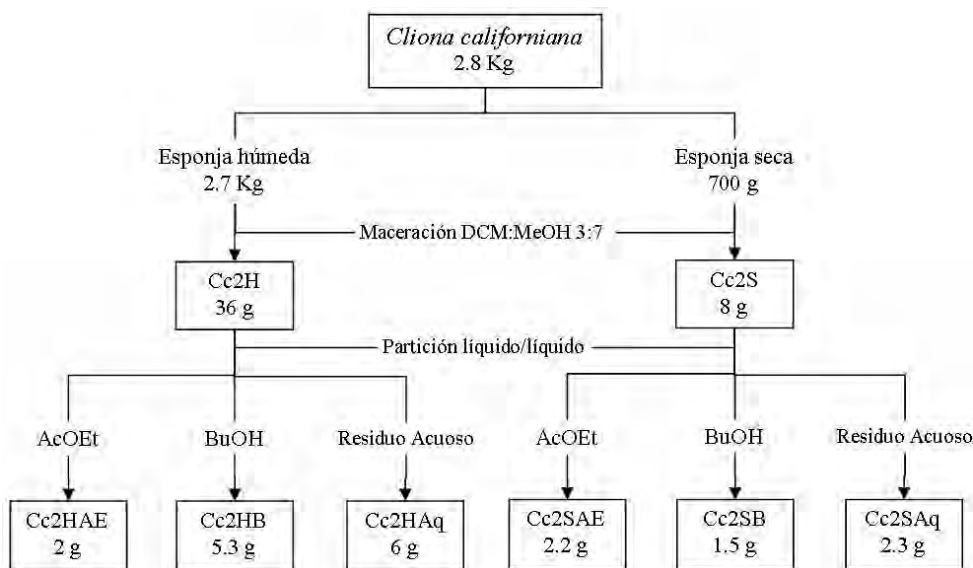 Cliona californiana
2.8 Kg
Esponja húmeda
2.7 Kg
Esponja seca
700 g
Maceración DCM:MeOH 3:7
Cc2H
36 g
Cc2S
8 g
Partición liquido/líquido
AcOEt
BuOH
Residuo Acuoso
AcOEt
BuOH
Residuo Acuoso
Cc2HAE
2 g
Cc2HB
5.3 g
Cc2HAq
6 g
Cc2SAE
2.2 g
Cc2SB
1.5 g
Cc2SAq
2.3 g